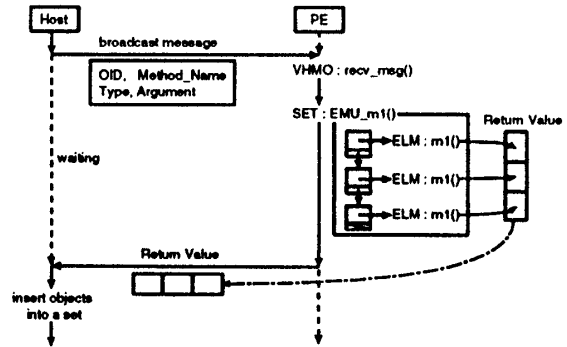 Host
PE
broadcast message
OID, Method_Name
Type, Argument
VHMO : recv_msg()
SET : EMU_m1()
Return Value
ELM : m1()
waiting
ELM : m1()
ELM : m1()
Return Value
insert objects
into a set